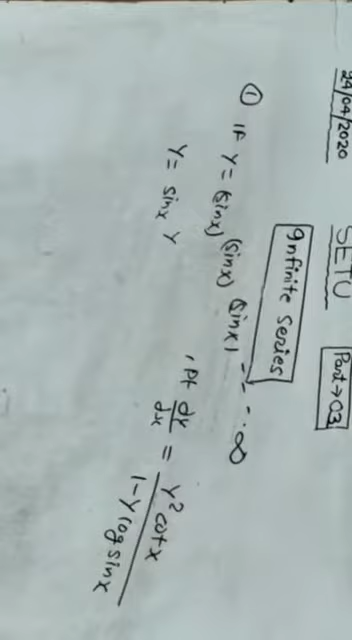 24/04/2020 SETU Part→03
Infinite Series
① If Y = (sinx)^(sinx)^(sinx)^----∞, Pt dy/dx = Y² cotx / 1-Y log sinx
Y = sinx^Y